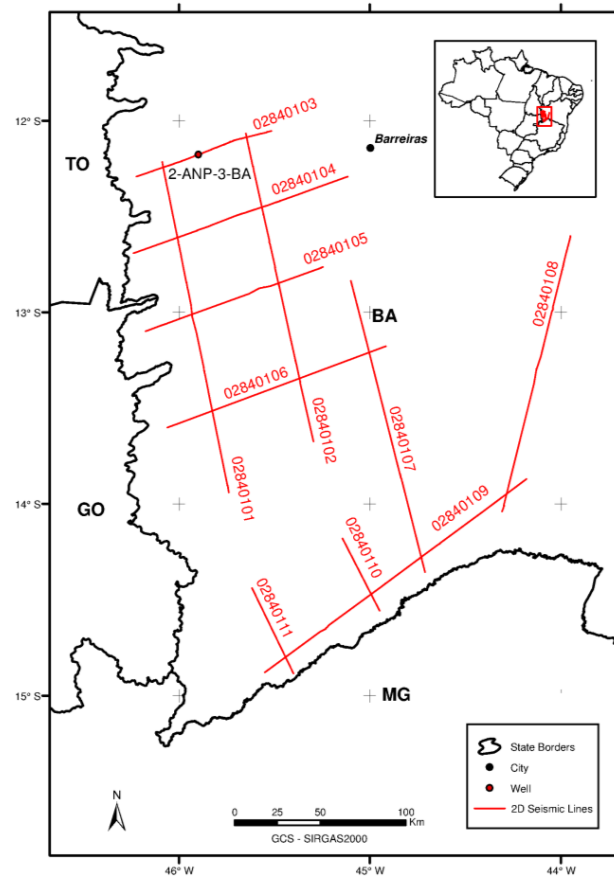 12° S
13° S
14° S
15° S
46° W
45° W
44° W
TO
GO
BA
MG
Barreiras
2-ANP-3-BA
02840103
02840104
02840105
02840106
02840101
02840102
02840107
02840108
02840109
02840110
02840111
N
0 25 50 100
Km
GCS - SIRGAS2000
Legend
State Borders
City
Well
2D Seismic Lines